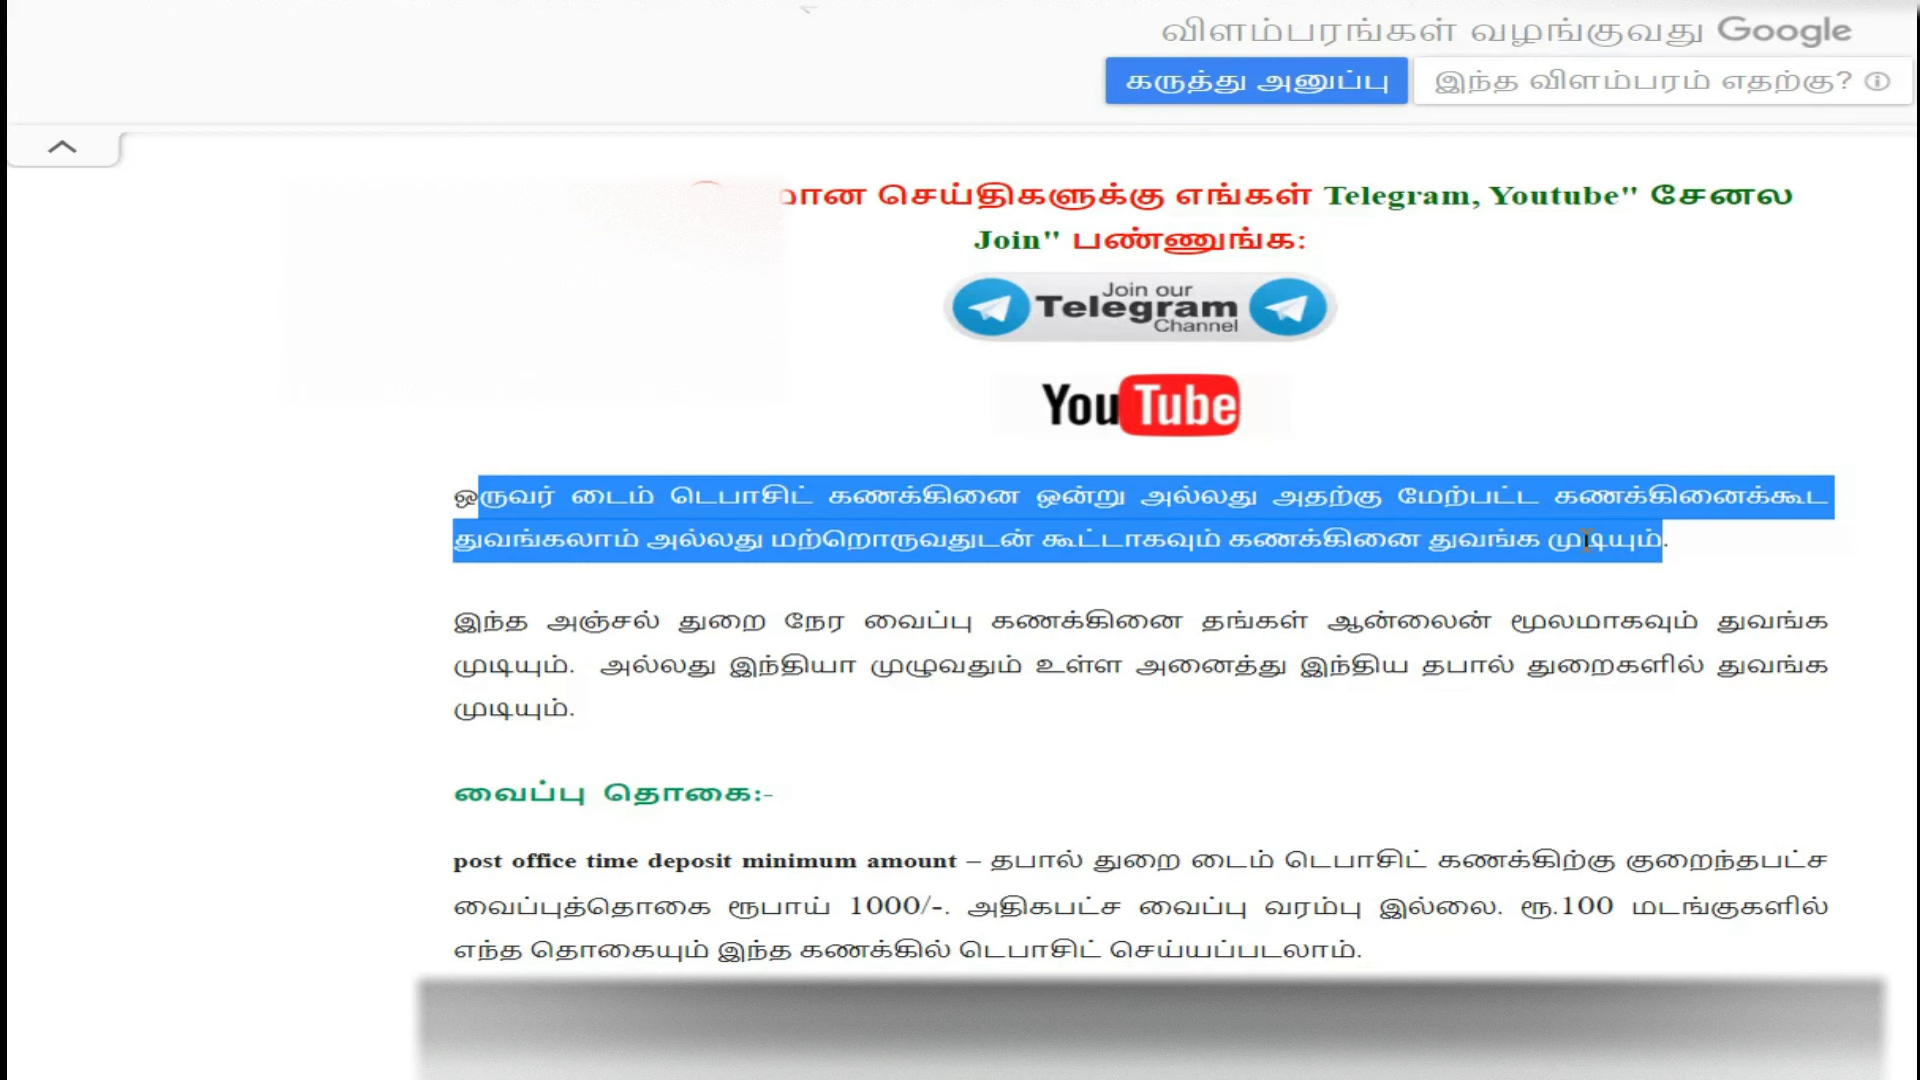 விளம்பரங்கள் வழங்குவது Google
கருத்து அனுப்பு இந்த விளம்பரம் எதற்கு?
செய்திகளுக்கு எங்கள் Telegram, Youtube" சேனல
Join" பண்ணுங்க:
Join our
Telegram
Channel
YouTube
ஒருவர் டைம் டெபாசிட் கணக்கினை ஒன்று அல்லது அதற்கு மேற்பட்ட கணக்கினைக்கூட
துவங்கலாம் அல்லது மற்றொருவதுடன் கூட்டாகவும் கணக்கினை துவங்க முடியும்.
இந்த அஞ்சல் துறை நேர வைப்பு கணக்கினை தங்கள் ஆன்லைன் மூலமாகவும் துவங்க
முடியும். அல்லது இந்தியா முழுவதும் உள்ள அனைத்து இந்திய தபால் துறைகளில் துவங்க
முடியும்.
வைப்பு தொகை:-
post office time deposit minimum amount – தபால் துறை டைம் டெபாசிட் கணக்கிற்கு குறைந்தபட்ச
வைப்புத்தொகை ரூபாய் 1000/-. அதிகபட்ச வைப்பு வரம்பு இல்லை. ரூ.100 மடங்குகளில்
எந்த தொகையும் இந்த கணக்கில் டெபாசிட் செய்யப்படலாம்.